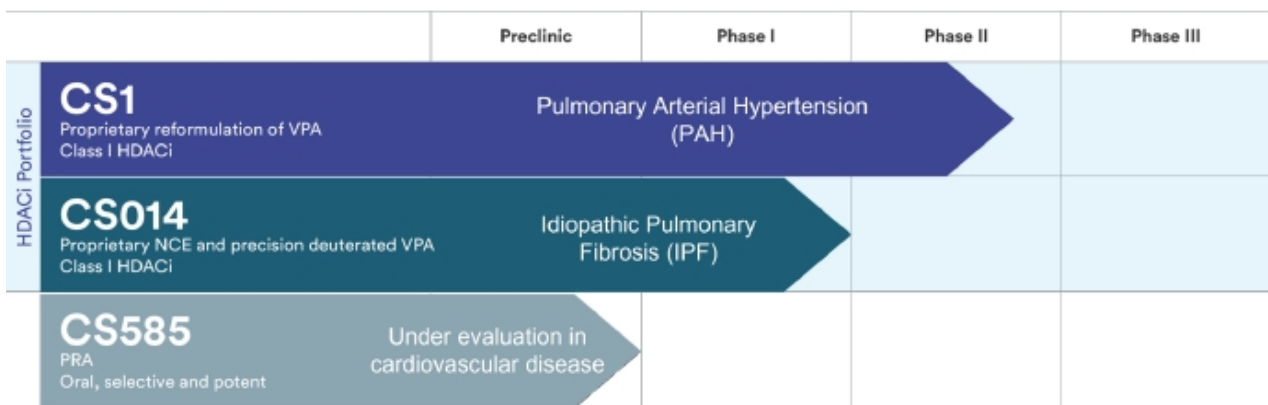 Preclinic
Phase I
Phase II
Phase III
HDACi Portfolio
CS1
Proprietary reformulation of VPA
Class I HDACi
Pulmonary Arterial Hypertension
(PAH)
CS014
Proprietary NCE and precision deuterated VPA
Class I HDACi
Idiopathic Pulmonary
Fibrosis (IPF)
CS585
PRA
Oral, selective and potent
Under evaluation in
cardiovascular disease